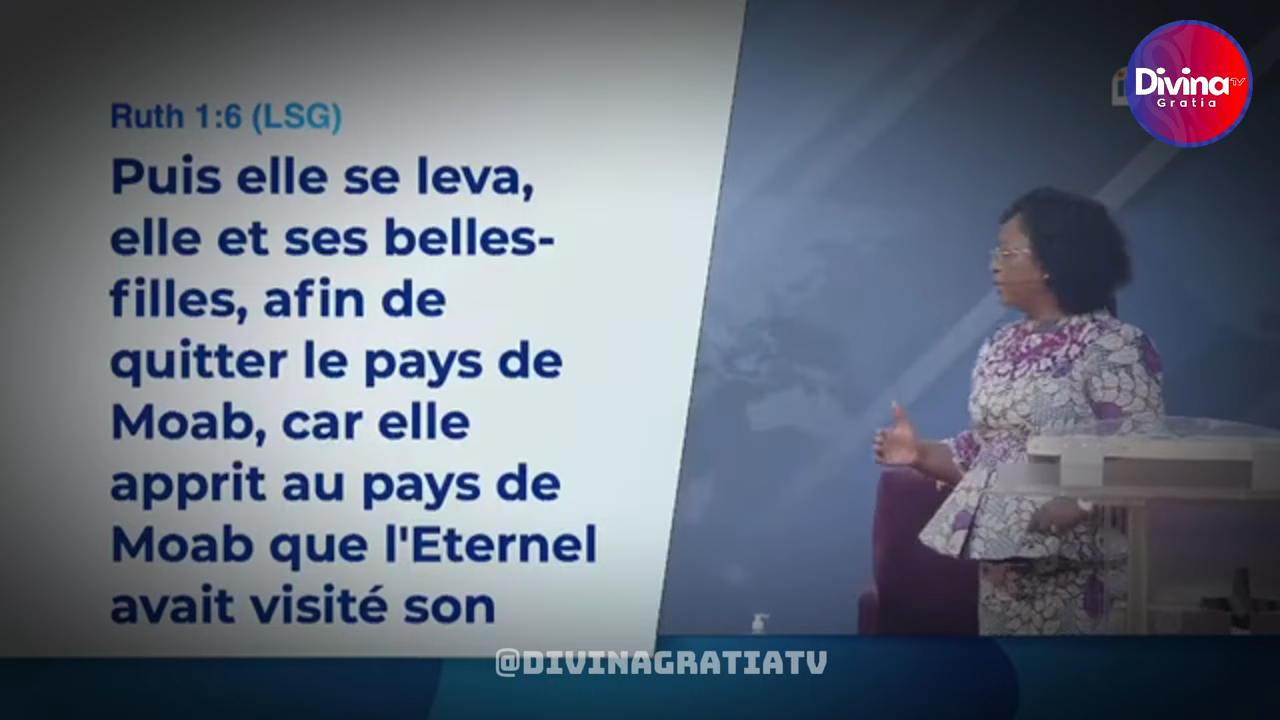 Ruth 1:6 (LSG)
Puis elle se leva,
elle et ses belles-
filles, afin de
quitter le pays de
Moab, car elle
apprit au pays de
Moab que l'Eternel
avait visité son
Divina TV
Gratia
@DIVINAGRATIATV